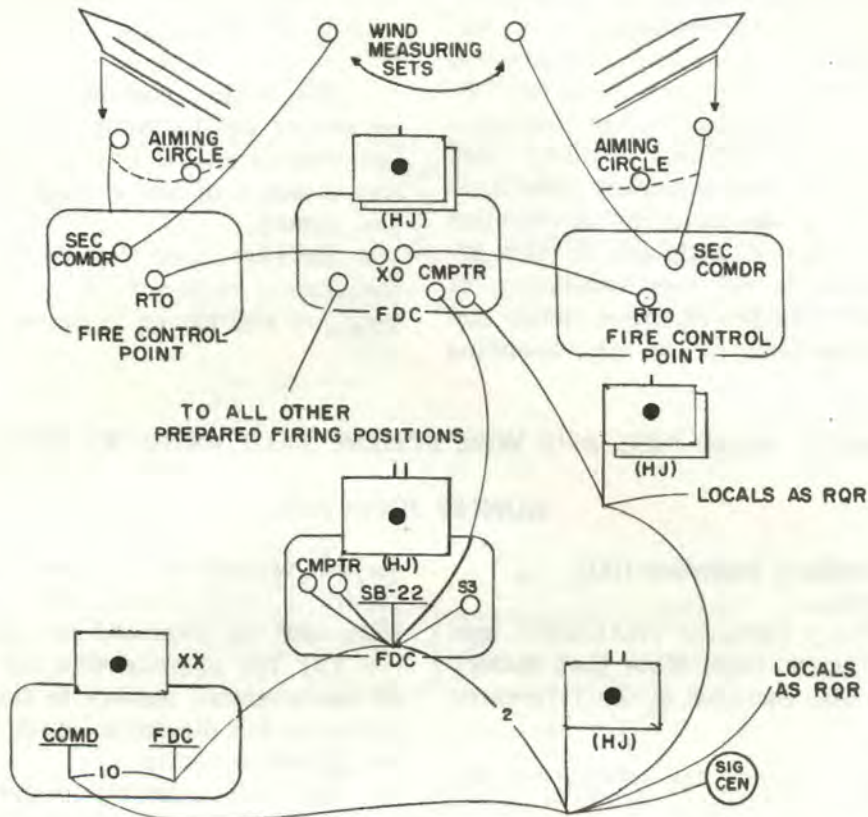 WIND
MEASURING
SETS
AIMING
CIRCLE
AIMING
CIRCLE
(HJ)
SEC
COMDR
RTO
FIRE CONTROL
POINT
XO
CMPTR
FDC
SEC
COMDR
RTO
FIRE CONTROL
POINT
TO ALL OTHER
PREPARED FIRING POSITIONS
(HJ)
LOCALS AS RQR
(HJ)
CMPTR
SB-22
S3
FDC
XX
COMD
FDC
10
2
(HJ)
LOCALS
AS RQR
SIG
CEN